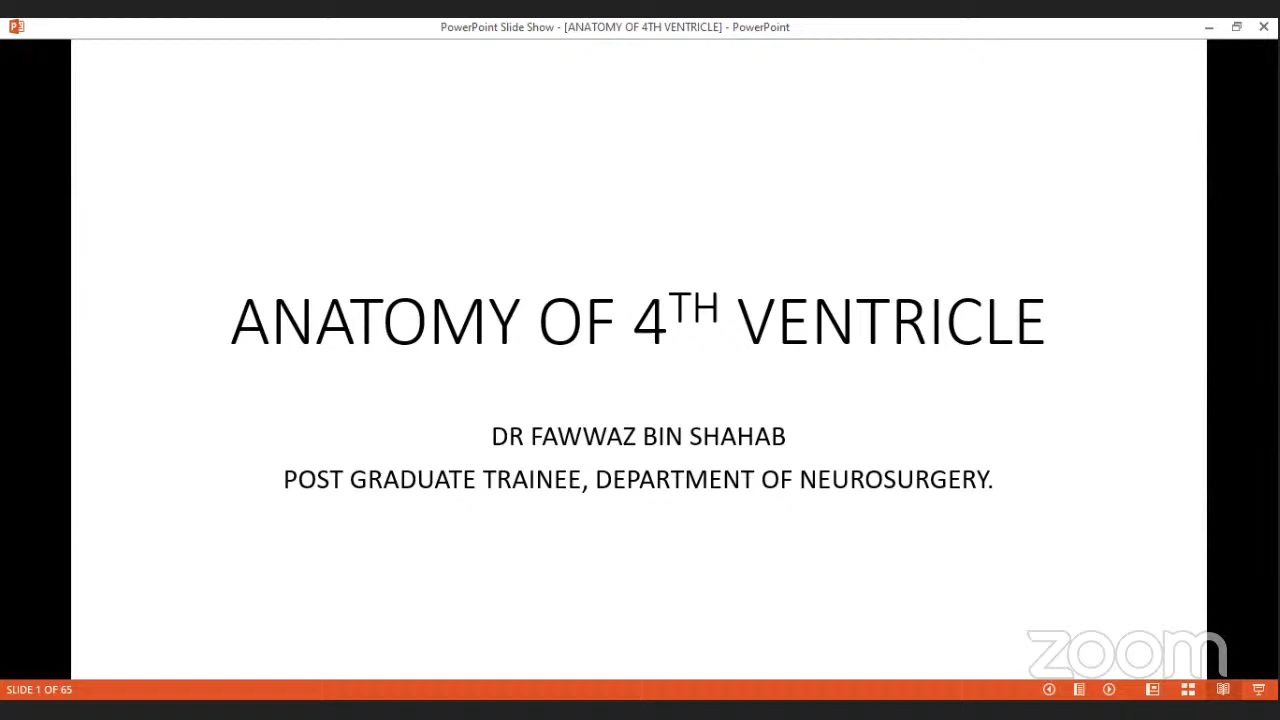 PowerPoint Slide Show - [ANATOMY OF 4TH VENTRICLE] - PowerPoint
ANATOMY OF 4TH VENTRICLE
DR FAWWAZ BIN SHAHAB
POST GRADUATE TRAINEE, DEPARTMENT OF NEUROSURGERY.
zoom
SLIDE 1 OF 65